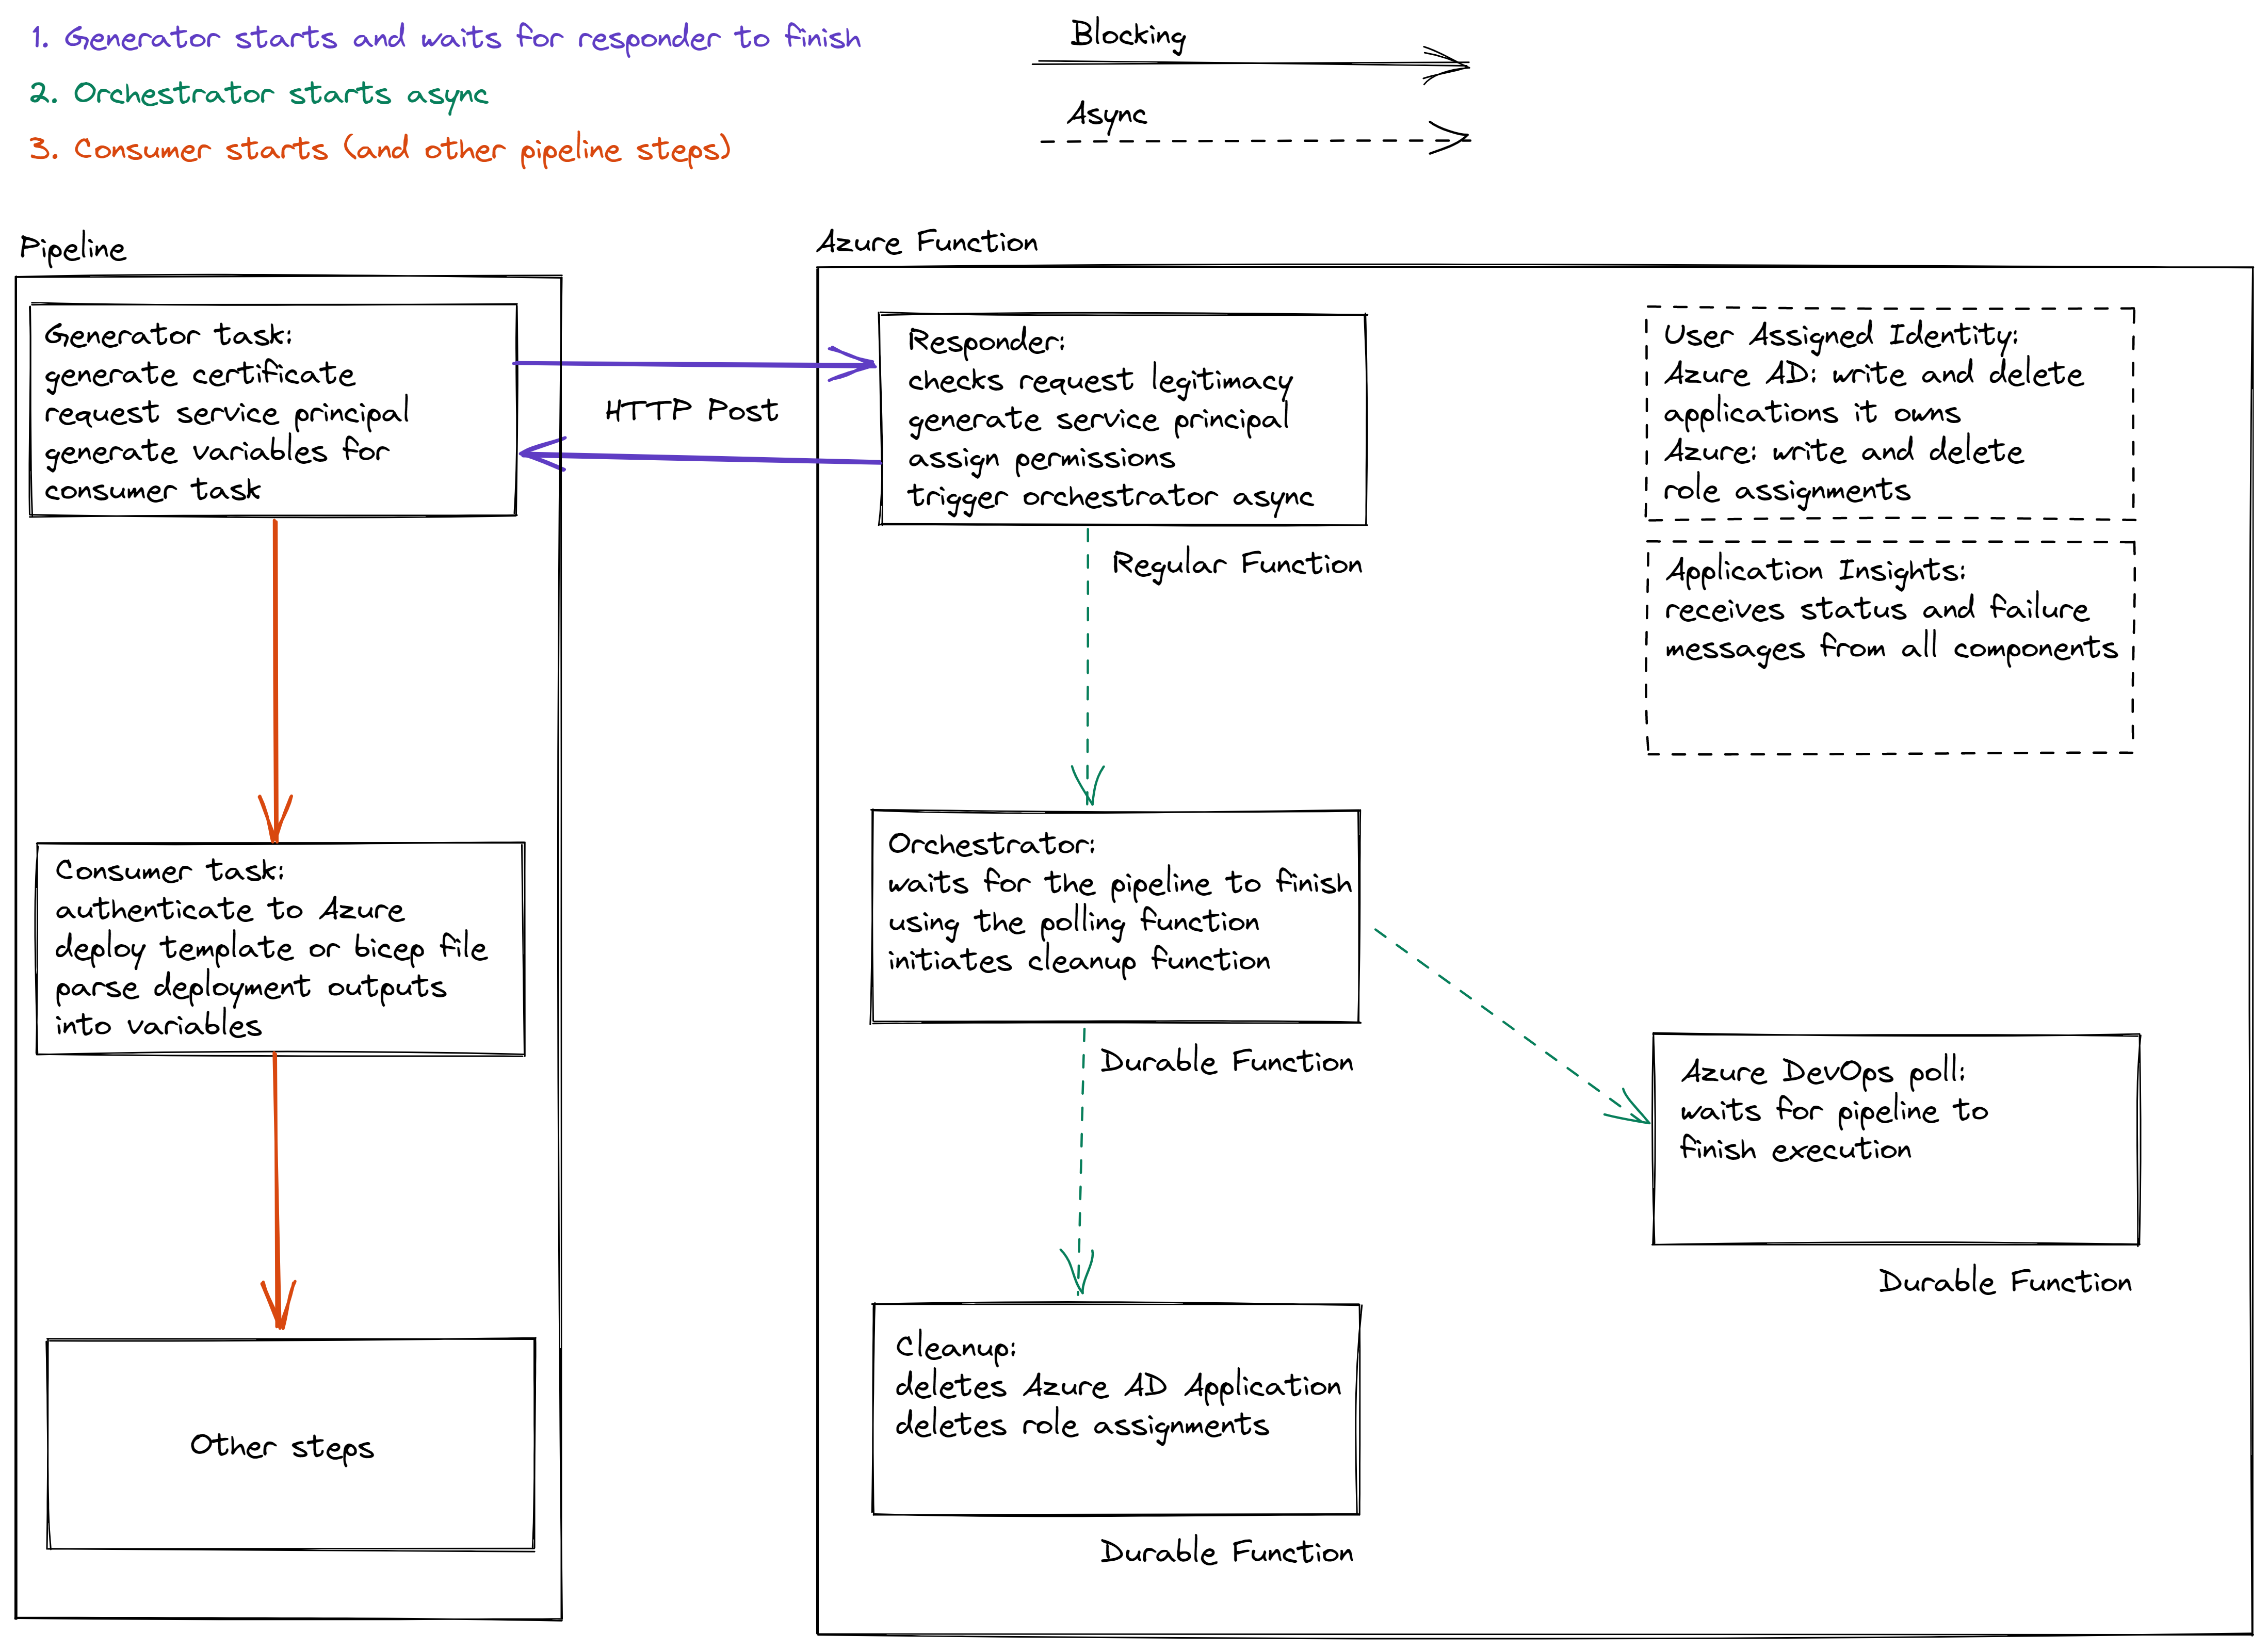 1. Generator starts and waits for responder to finish
2. Orchestrator starts async
3. Consumer starts (and other pipeline steps)
Blocking
Async
Pipeline
Generator task:
generate certificate
request service principal
generate variables for
consumer task
HTTP Post
Consumer task:
authenticate to Azure
deploy template or bicep file
parse deployment outputs
into variables
Other steps
Azure Function
Responder:
checks request legitimacy
generate service principal
assign permissions
trigger orchestrator async
Regular Function
User Assigned Identity:
Azure AD: write and delete
applications it owns
Azure: write and delete
role assignments
Application Insights:
receives status and failure
messages from all components
Orchestrator:
waits for the pipeline to finish
using the polling function
initiates cleanup function
Durable Function
Azure DevOps poll:
waits for pipeline to
finish execution
Durable Function
Cleanup:
deletes Azure AD Application
deletes role assignments
Durable Function